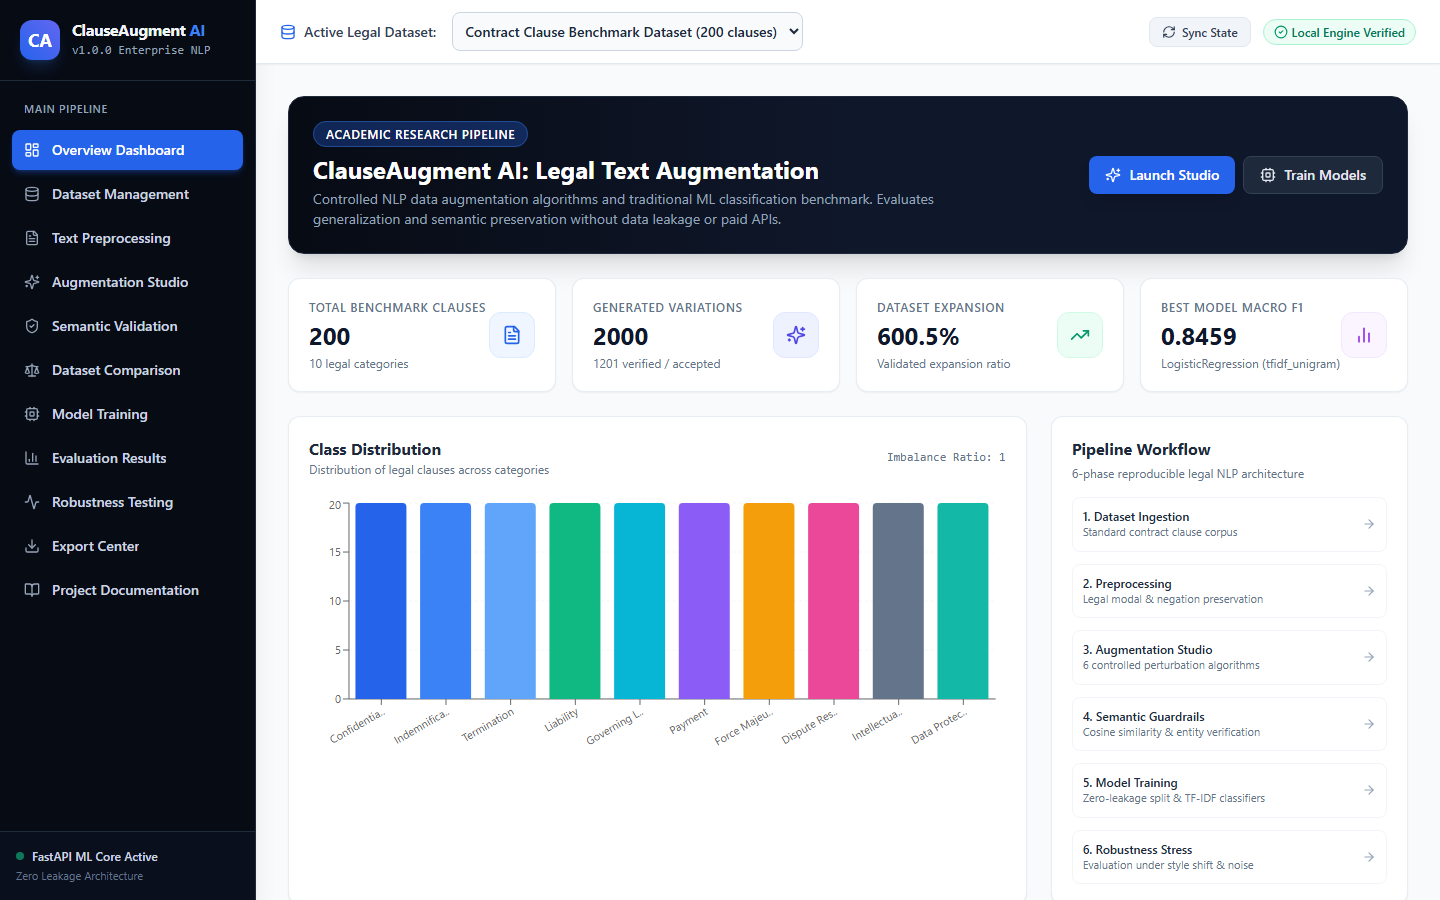 CA
ClauseAugment AI
v1.0.0 Enterprise NLP
MAIN PIPELINE
Overview Dashboard
Dataset Management
Text Preprocessing
Augmentation Studio
Semantic Validation
Dataset Comparison
Model Training
Evaluation Results
Robustness Testing
Export Center
Project Documentation
FastAPI ML Core Active
Zero Leakage Architecture
Active Legal Dataset:
Contract Clause Benchmark Dataset (200 clauses)
Sync State
Local Engine Verified
ACADEMIC RESEARCH PIPELINE
ClauseAugment AI: Legal Text Augmentation
Controlled NLP data augmentation algorithms and traditional ML classification benchmark. Evaluates
generalization and semantic preservation without data leakage or paid APIs.
Launch Studio
Train Models
TOTAL BENCHMARK CLAUSES
200
10 legal categories
GENERATED VARIATIONS
2000
1201 verified / accepted
DATASET EXPANSION
600.5%
Validated expansion ratio
BEST MODEL MACRO F1
0.8459
LogisticRegression (tfidf_unigram)
Class Distribution
Distribution of legal clauses across categories
Imbalance Ratio: 1
20
15
10
5
0
Confidentia..
Indemnifica..
Termination
Liability
Governing L..
Payment
Force Majeu..
Dispute Res..
Intellectua..
Data Protec..
Pipeline Workflow
6-phase reproducible legal NLP architecture
1. Dataset Ingestion
Standard contract clause corpus
2. Preprocessing
Legal modal & negation preservation
3. Augmentation Studio
6 controlled perturbation algorithms
4. Semantic Guardrails
Cosine similarity & entity verification
5. Model Training
Zero-leakage split & TF-IDF classifiers
6. Robustness Stress
Evaluation under style shift & noise